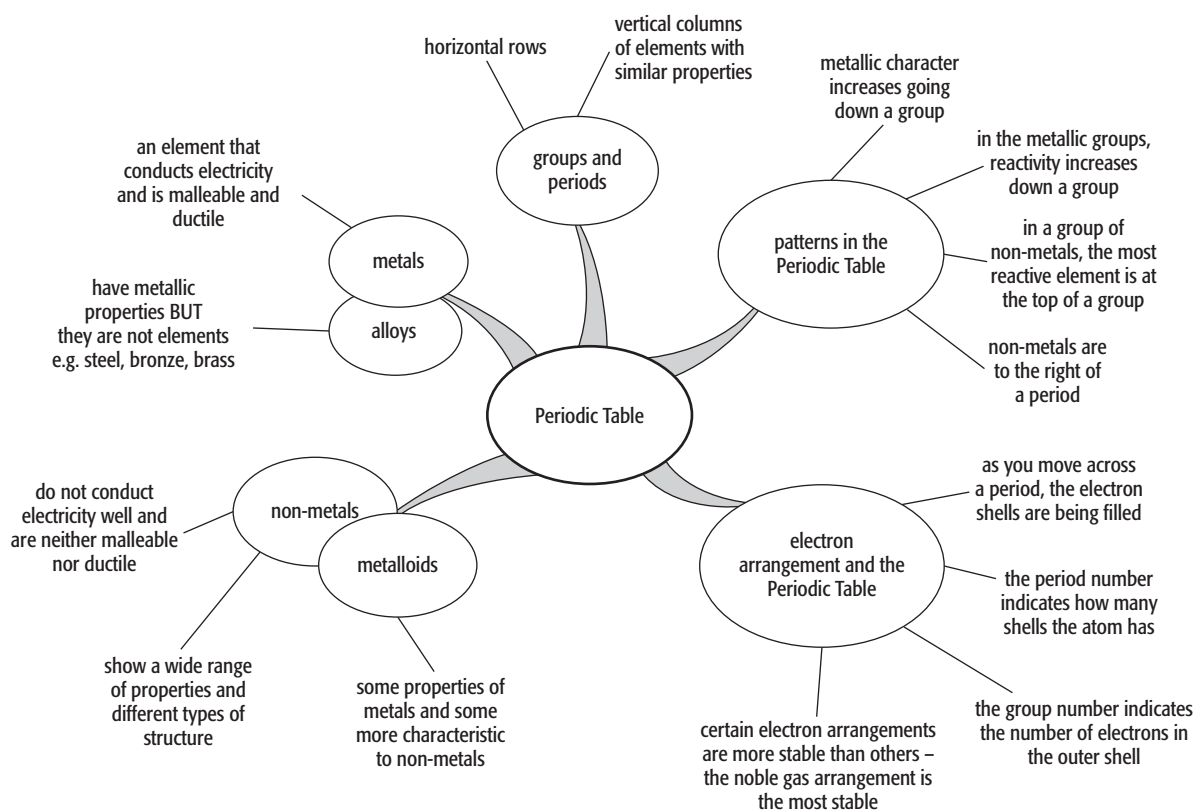 horizontal rows
vertical columns
of elements with
similar properties
groups and
periods
metallic character
increases going
down a group
in the metallic groups,
reactivity increases
down a group
in a group of
non-metals, the most
reactive element is at
the top of a group
non-metals are
to the right of
a period
patterns in the
Periodic Table
an element that
conducts electricity
and is malleable and
ductile
metals
have metallic
properties BUT
they are not elements
e.g. steel, bronze, brass
alloys
Periodic Table
do not conduct
electricity well and
are neither malleable
nor ductile
non-metals
metalloids
show a wide range
of properties and
different types of
structure
some properties of
metals and some
more characteristic
to non-metals
electron
arrangement and the
Periodic Table
as you move across
a period, the electron
shells are being filled
the period number
indicates how many
shells the atom has
the group number indicates
the number of electrons in
the outer shell
certain electron arrangements
are more stable than others –
the noble gas arrangement is
the most stable